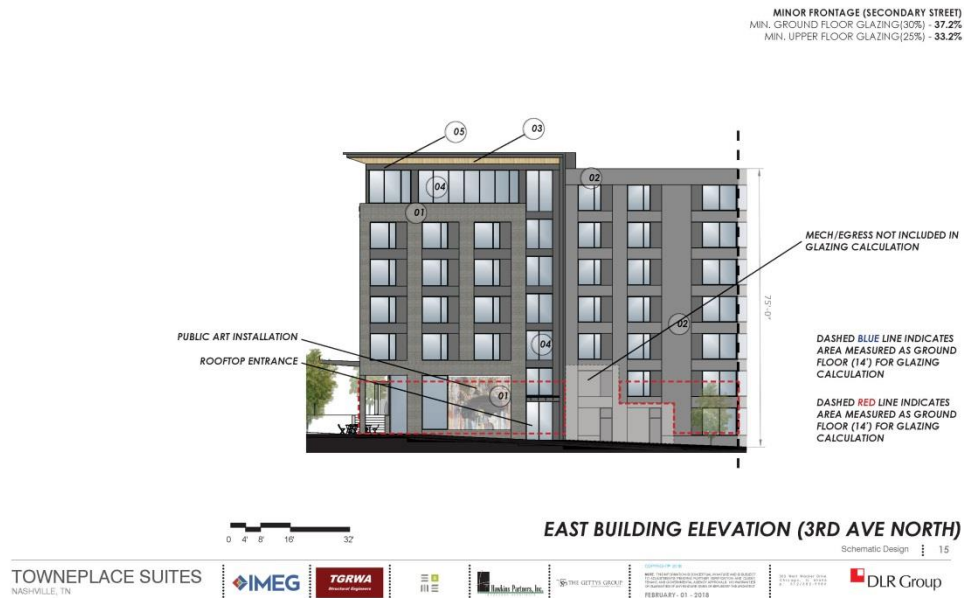 MINOR FRONTAGE (SECONDARY STREET)
MIN. GROUND FLOOR GLAZING(30%) - 37.2%
MIN. UPPER FLOOR GLAZING(25%) - 33.2%
05
03
02
04
01
MECH/EGRESS NOT INCLUDED IN
GLAZING CALCULATION
75'-0"
02
PUBLIC ART INSTALLATION
04
ROOFTOP ENTRANCE
01
DASHED BLUE LINE INDICATES
AREA MEASURED AS GROUND
FLOOR (14') FOR GLAZING
CALCULATION
DASHED RED LINE INDICATES
AREA MEASURED AS GROUND
FLOOR (14') FOR GLAZING
CALCULATION
0 4' 8' 16' 32'
EAST BUILDING ELEVATION (3RD AVE NORTH)
Schematic Design 15
TOWNEPLACE SUITES
NASHVILLE, TN
IMEG
TGRWA
Structural Engineers
Hawkins Partners, Inc.
THE GETTYS GROUP
FEBRUARY - 01 - 2018
DLR Group